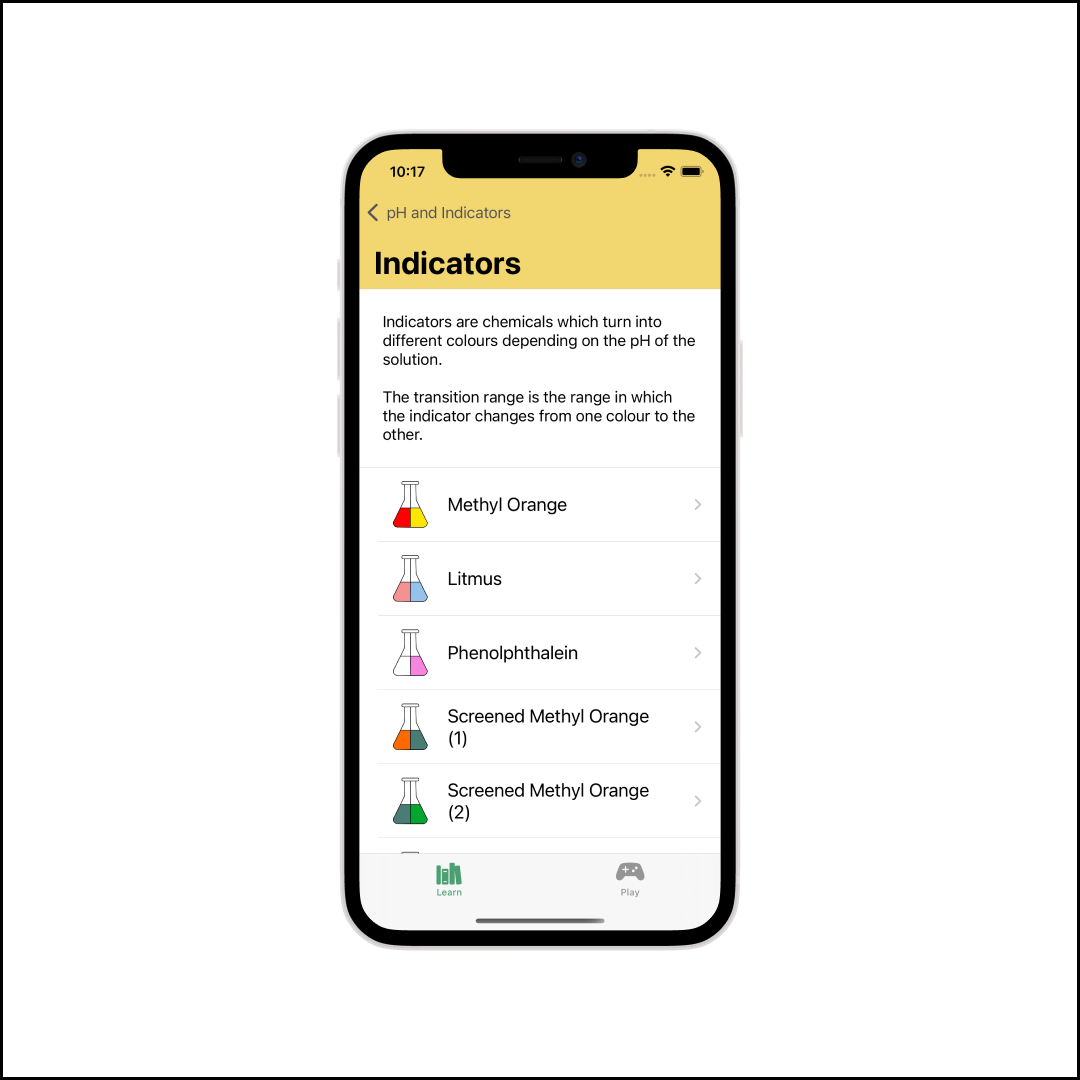 10:17
pH and Indicators
Indicators
Indicators are chemicals which turn into
different colours depending on the pH of the
solution.
The transition range is the range in which
the indicator changes from one colour to the
other.
Methyl Orange
Litmus
Phenolphthalein
Screened Methyl Orange
(1)
Screened Methyl Orange
(2)
Learn
Play